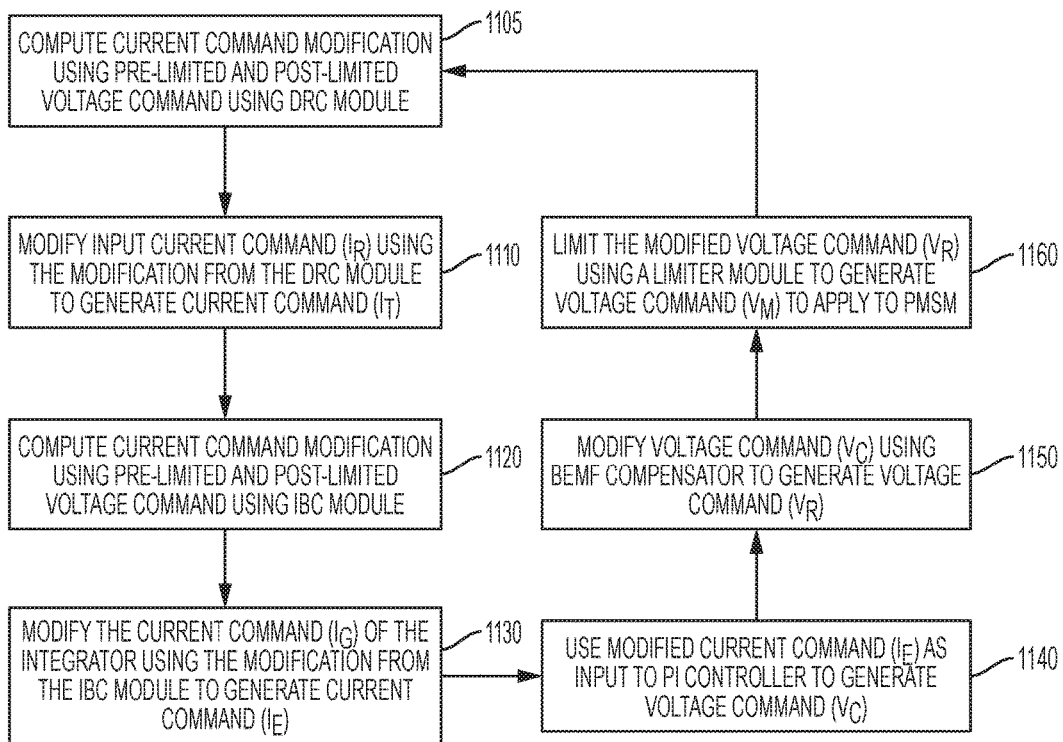 COMPUTE CURRENT COMMAND MODIFICATION
USING PRE-LIMITED AND POST-LIMITED
VOLTAGE COMMAND USING DRC MODULE
1105
MODIFY INPUT CURRENT COMMAND (IR) USING
THE MODIFICATION FROM THE DRC MODULE
TO GENERATE CURRENT COMMAND (IT)
1110
COMPUTE CURRENT COMMAND MODIFICATION
USING PRE-LIMITED AND POST-LIMITED
VOLTAGE COMMAND USING IBC MODULE
1120
MODIFY THE CURRENT COMMAND (IG) OF THE
INTEGRATOR USING THE MODIFICATION FROM
THE IBC MODULE TO GENERATE CURRENT
COMMAND (IE)
1130
USE MODIFIED CURRENT COMMAND (IE) AS
INPUT TO PI CONTROLLER TO GENERATE
VOLTAGE COMMAND (VC)
1140
MODIFY VOLTAGE COMMAND (VC) USING
BEMF COMPENSATOR TO GENERATE VOLTAGE
COMMAND (VR)
1150
LIMIT THE MODIFIED VOLTAGE COMMAND (VR)
USING A LIMITER MODULE TO GENERATE
VOLTAGE COMMAND (VM) TO APPLY TO PMSM
1160